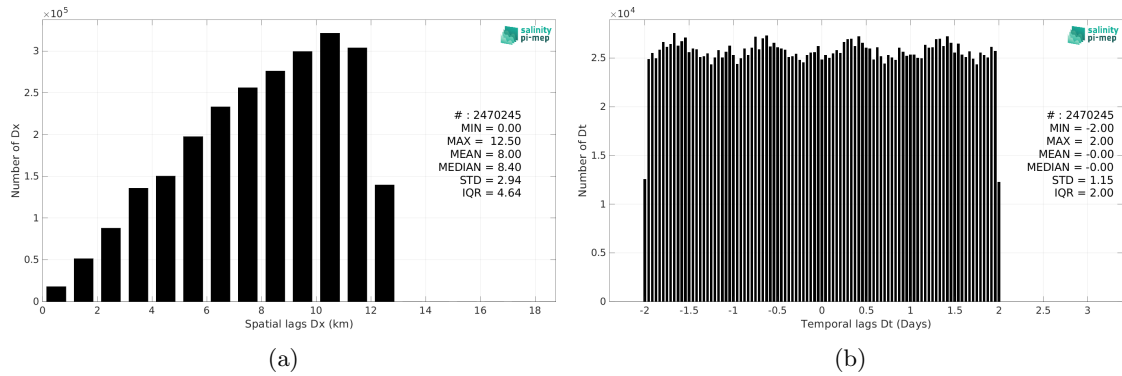 ×10⁵
3
2.5
2
1.5
1
0.5
0
Number of Dx
0 2 4 6 8 10 12 14 16 18
Spatial lags Dx (km)
salinity
pi-mep
# : 2470245
MIN = 0.00
MAX = 12.50
MEAN = 8.00
MEDIAN = 8.40
STD = 2.94
IQR = 4.64
(a)
×10⁴
2.5
2
1.5
1
0.5
0
Number of Dt
-2 -1.5 -1 -0.5 0 0.5 1 1.5 2 2.5 3
Temporal lags Dt (Days)
salinity
pi-mep
# : 2470245
MIN = -2.00
MAX = 2.00
MEAN = -0.00
MEDIAN = -0.00
STD = 1.15
IQR = 2.00
(b)